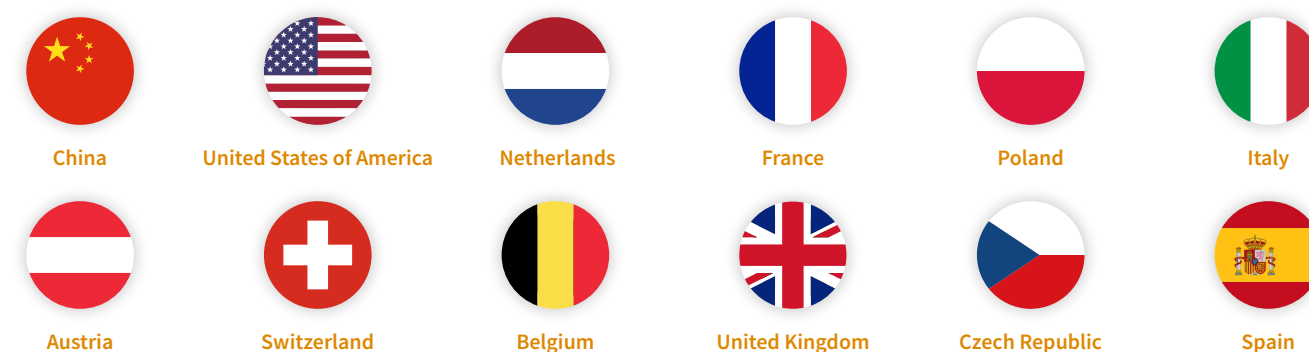 China
United States of America
Netherlands
France
Poland
Italy
Austria
Switzerland
Belgium
United Kingdom
Czech Republic
Spain